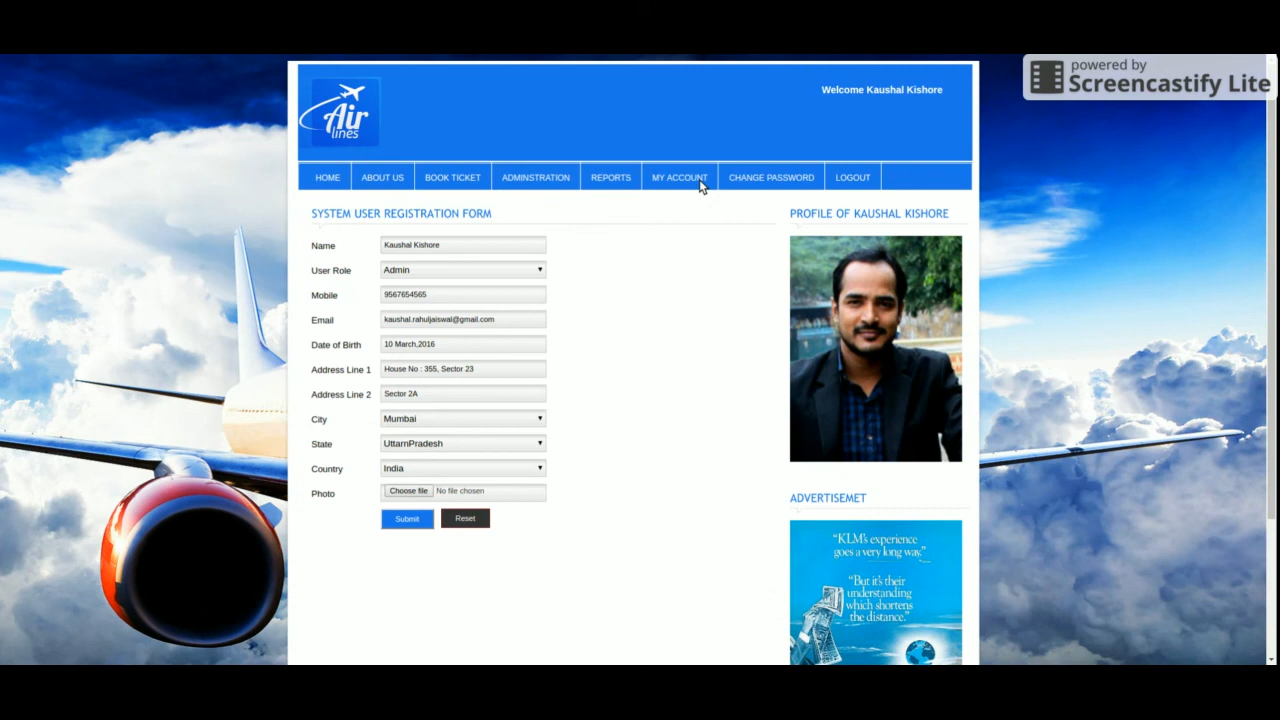 powered by
Screencastify Lite
Welcome Kaushal Kishore
Air
lines
HOME ABOUT US BOOK TICKET ADMINSTRATION REPORTS MY ACCOUNT CHANGE PASSWORD LOGOUT
SYSTEM USER REGISTRATION FORM
Name Kaushal Kishore
User Role Admin
Mobile 9567654565
Email kaushal.rahuljaiswal@gmail.com
Date of Birth 10 March,2016
Address Line 1 House No : 355, Sector 23
Address Line 2 Sector 2A
City Mumbai
State UttarnPradesh
Country India
Photo Choose file No file chosen
Submit Reset
PROFILE OF KAUSHAL KISHORE
ADVERTISEMET
"KLM's experience
goes a very long way."
"But it's their
understanding
which shortens
the distance."